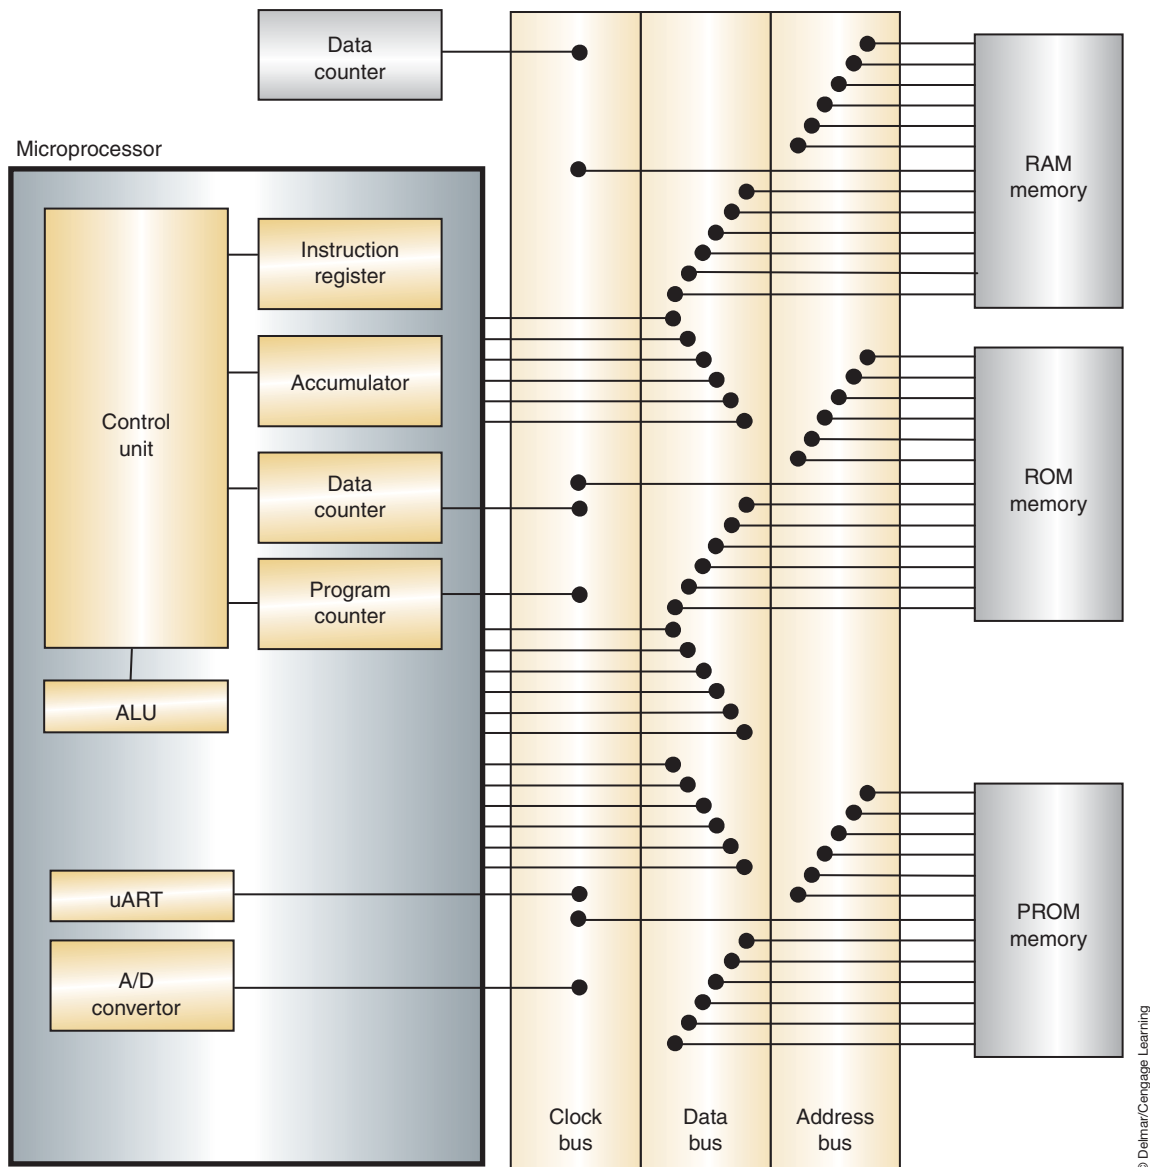 Data
counter
Microprocessor
Control
unit
Instruction
register
Accumulator
Data
counter
Program
counter
ALU
uART
A/D
convertor
RAM
memory
ROM
memory
PROM
memory
Clock
bus
Data
bus
Address
bus
© Delmar/Cengage Learning